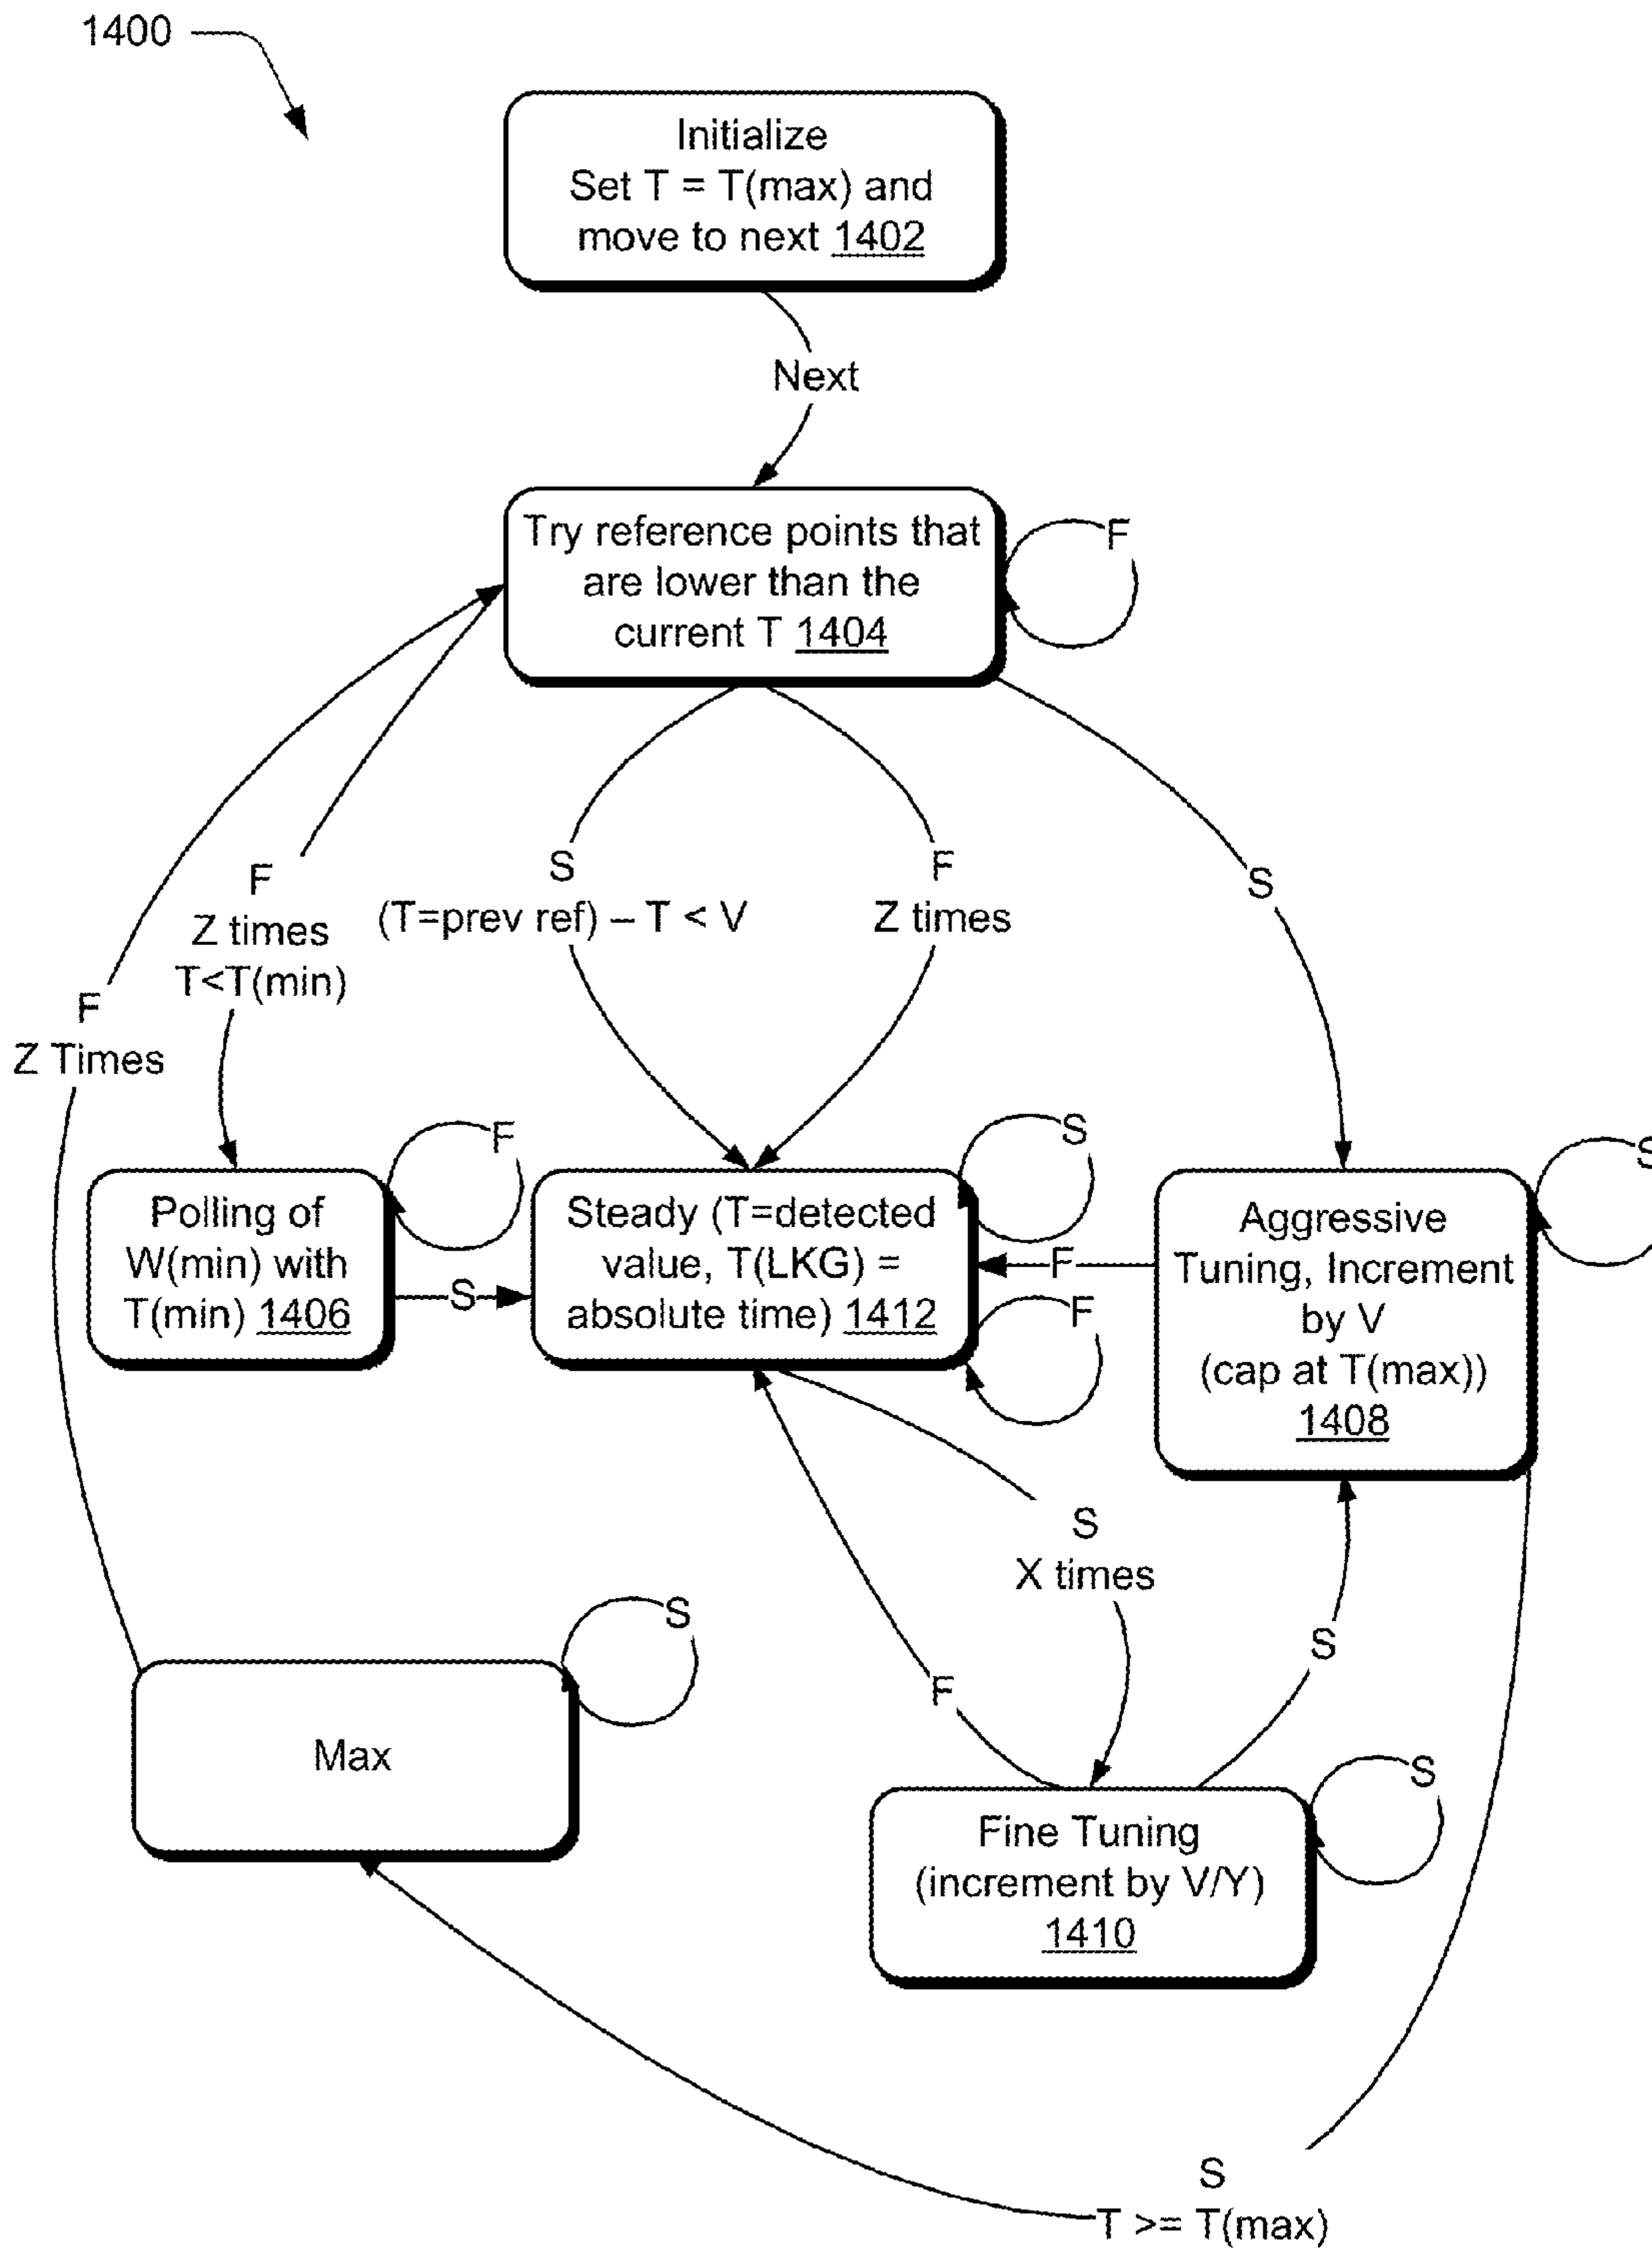 1400
Initialize
Set T = T(max) and
move to next 1402
Next
Try reference points that
are lower than the
current T 1404
F
F
Z times
T<T(min)
S
(T=prev ref) – T < V
F
Z times
S
F
Z Times
F
S
S
Polling of
W(min) with
T(min) 1406
S
Steady (T=detected
value, T(LKG) =
absolute time) 1412
F
F
Aggressive
Tuning, Increment
by V
(cap at T(max))
1408
S
X times
S
F
S
Max
S
Fine Tuning
(increment by V/Y)
1410
S
T >= T(max)